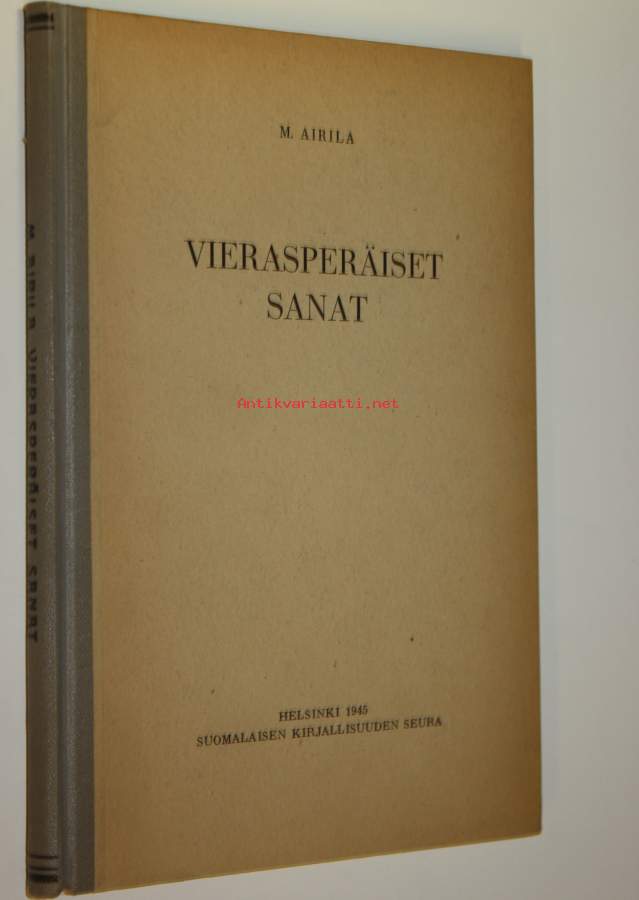 M. AIRILA
VIERASPERÄISET
SANAT
Antikvariaatti.net
HELSINKI 1945
SUOMALAISEN KIRJALLISUUDEN SEURA
M. AIRILA VIERASPERÄISET SANAT